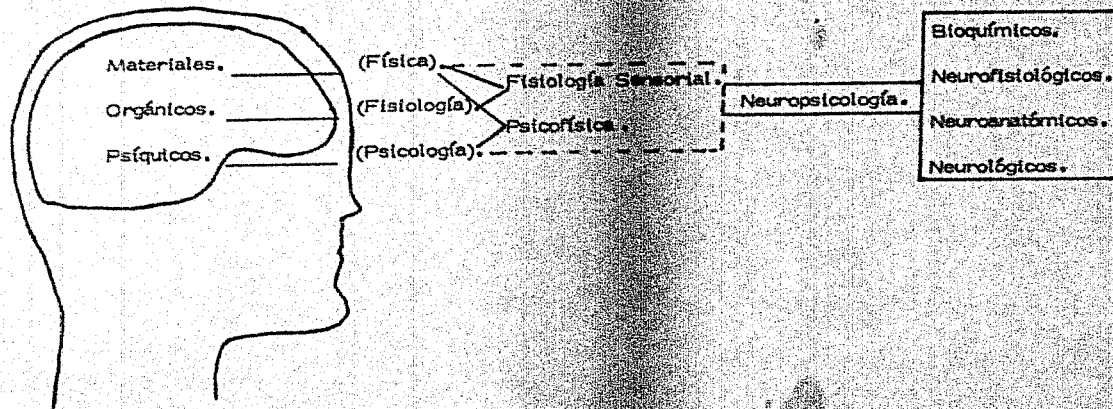 Materiales.
Orgánicos.
Psíquicos.
(Física).
(Fisiología)
(Psicología).
Fisiología Sensorial.
Psicofísica.
Neuropsicología.
Bioquímicos.
Neurofisiológicos.
Neuroanatómicos.
Neurológicos.